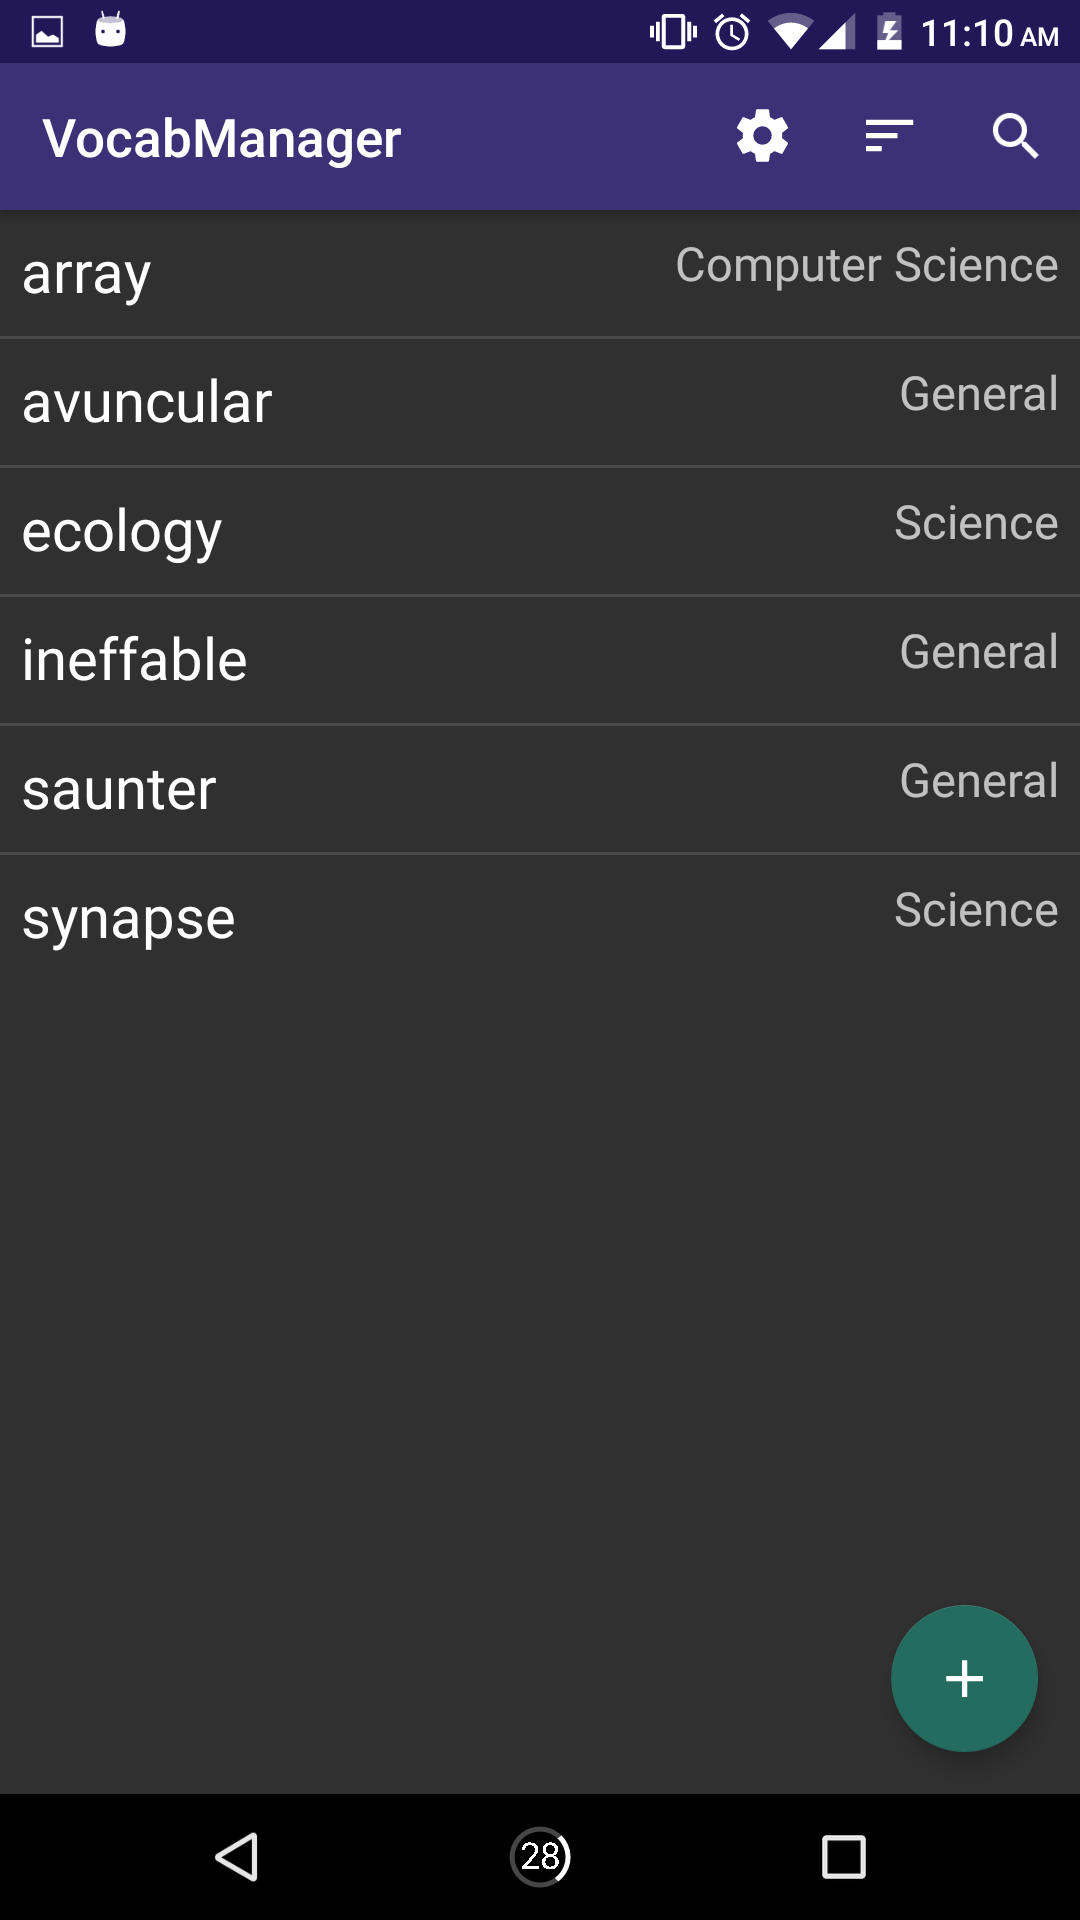 11:10 AM
VocabManager
array Computer Science
avuncular General
ecology Science
ineffable General
saunter General
synapse Science
28